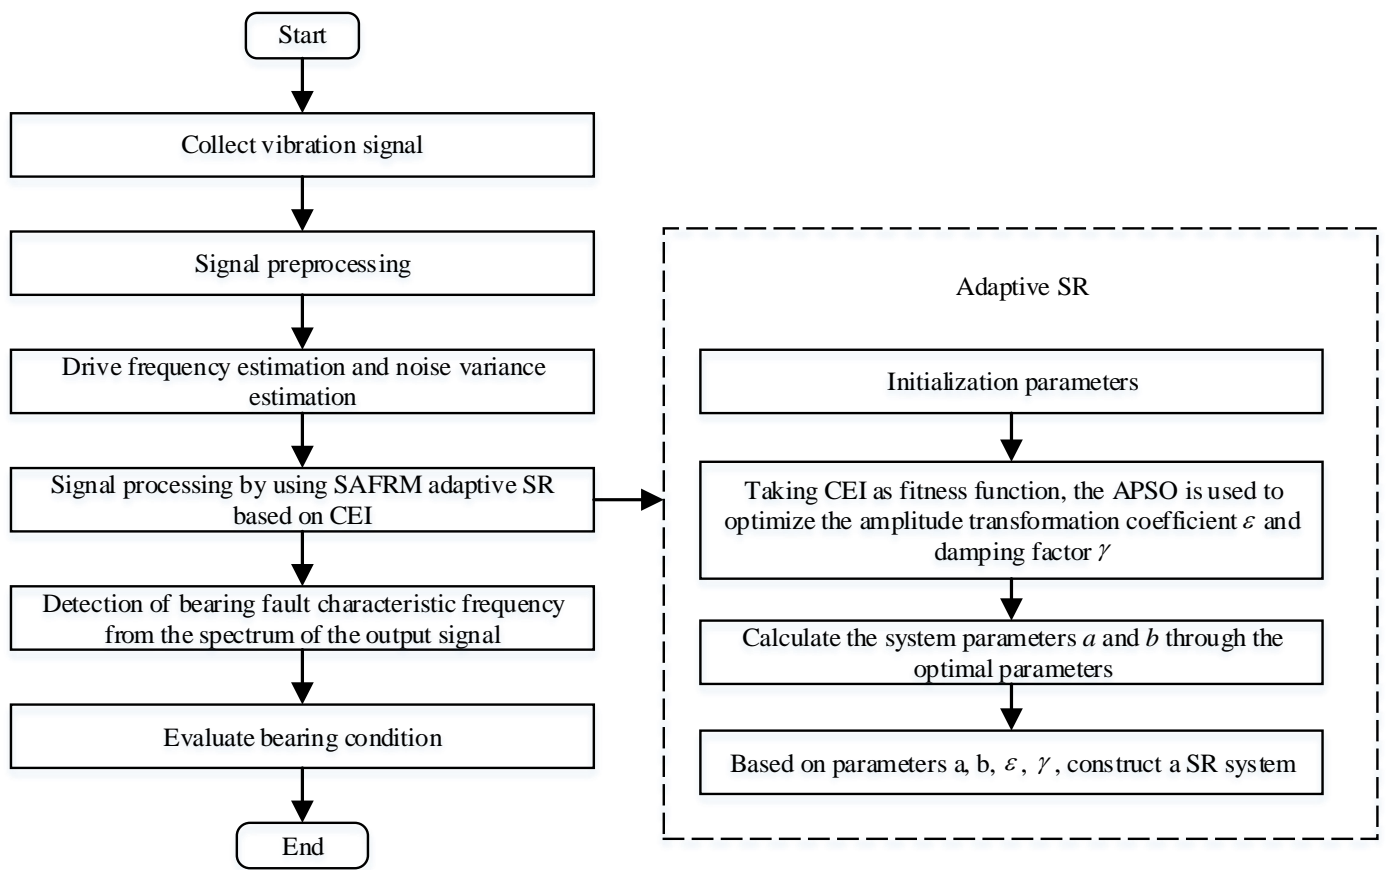 Start
Collect vibration signal
Signal preprocessing
Drive frequency estimation and noise variance
estimation
Signal processing by using SAFRM adaptive SR
based on CEI
Detection of bearing fault characteristic frequency
from the spectrum of the output signal
Evaluate bearing condition
End
Adaptive SR
Initialization parameters
Taking CEI as fitness function, the APSO is used to
optimize the amplitude transformation coefficient ε and
damping factor γ
Calculate the system parameters a and b through the
optimal parameters
Based on parameters a, b, ε, γ, construct a SR system